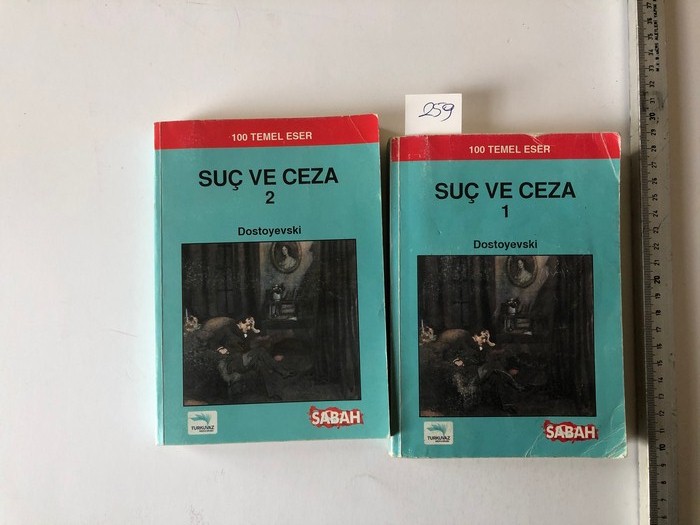 259
100 TEMEL ESER
SUÇ VE CEZA
2
Dostoyevski
TURKUVAZ
SABAH
100 TEMEL ESER
SUÇ VE CEZA
1
Dostoyevski
TURKUVAZ
SABAH